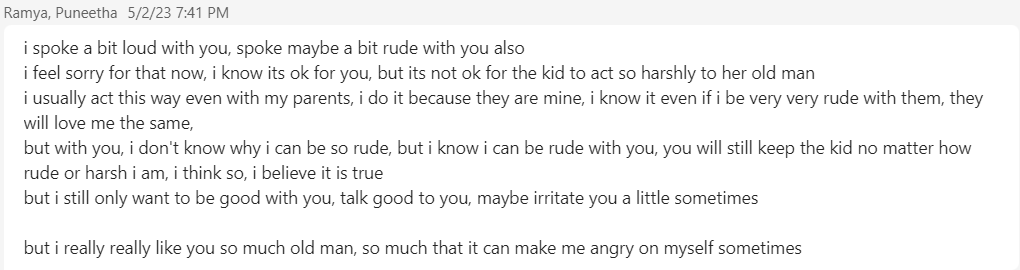 Ramya, Puneetha 5/2/23 7:41 PM
i spoke a bit loud with you, spoke maybe a bit rude with you also
i feel sorry for that now, i know its ok for you, but its not ok for the kid to act so harshly to her old man
i usually act this way even with my parents, i do it because they are mine, i know it even if i be very very rude with them, they
will love me the same,
but with you, i don't know why i can be so rude, but i know i can be rude with you, you will still keep the kid no matter how
rude or harsh i am, i think so, i believe it is true
but i still only want to be good with you, talk good to you, maybe irritate you a little sometimes
but i really really like you so much old man, so much that it can make me angry on myself sometimes